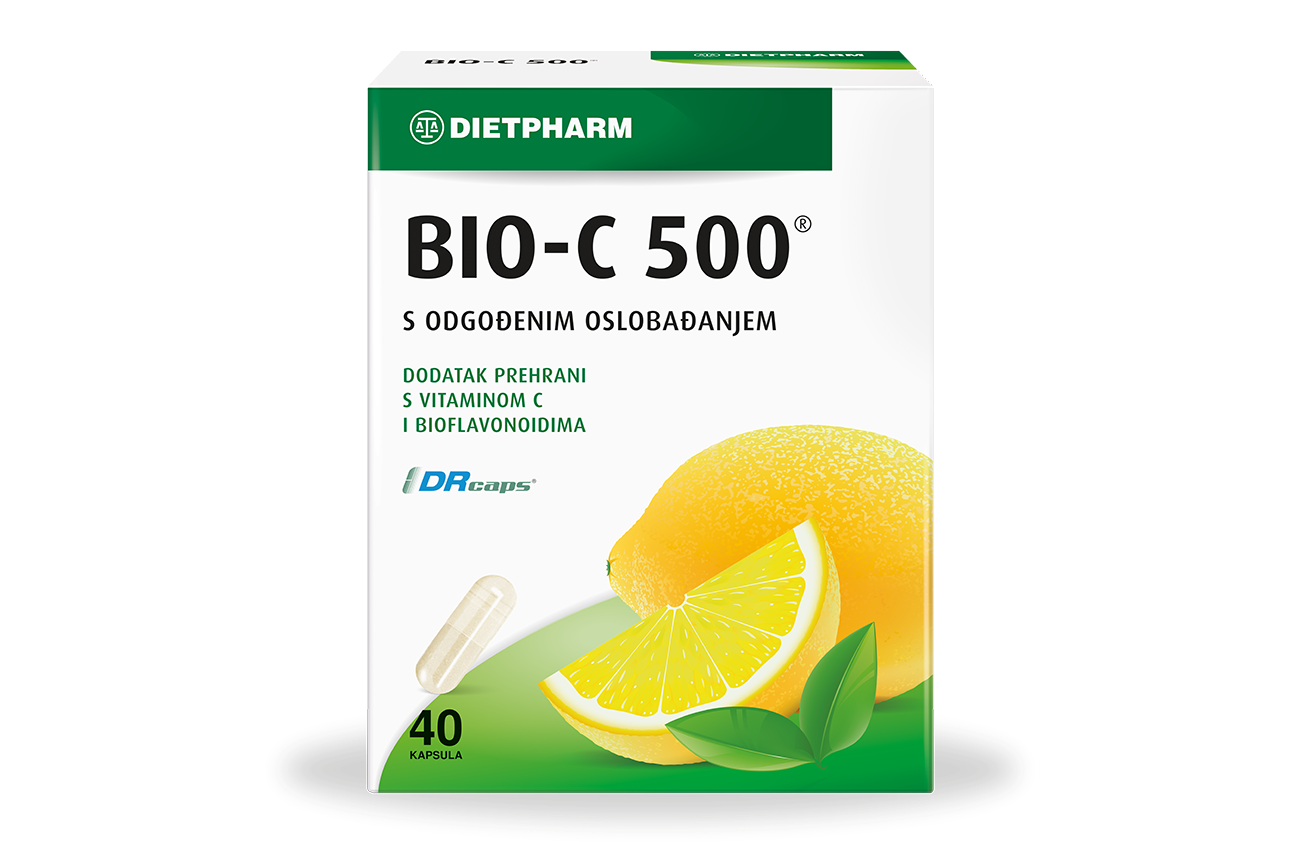 BIO-C 500®
DIETPHARM
DIETPHARM
BIO-C 500®
S ODGOĐENIM OSLOBAĐANJEM
DODATAK PREHRANI
S VITAMINOM C
I BIOFLAVONOIDIMA
DRcaps®
40
KAPSULA